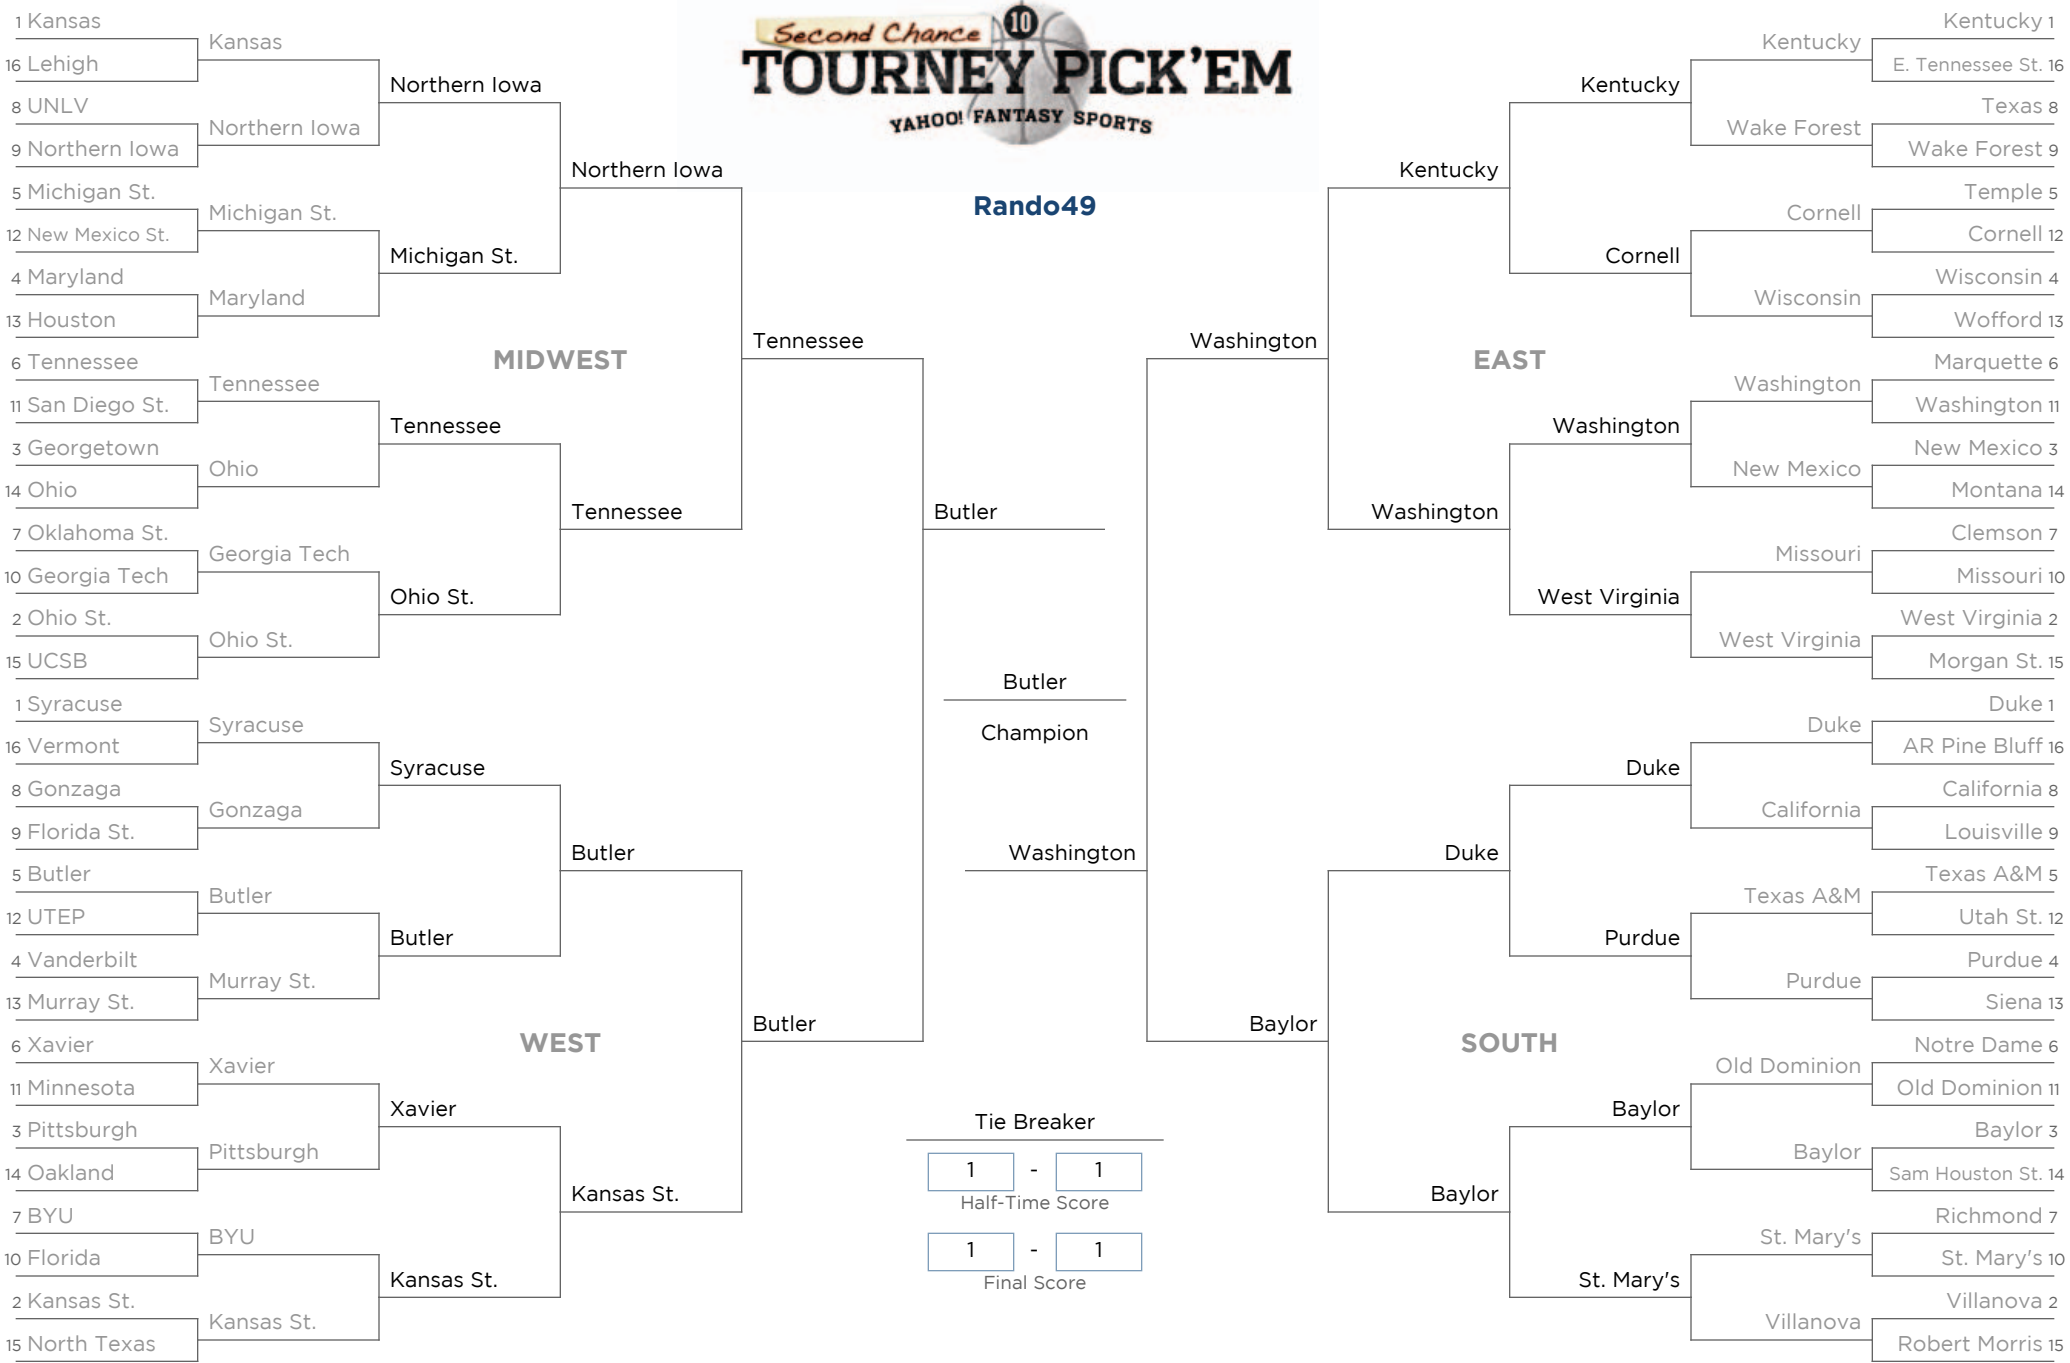 Second Chance 10
TOURNEY PICK'EM
YAHOO! FANTASY SPORTS
Rando49
1 Kansas
16 Lehigh
8 UNLV
9 Northern Iowa
5 Michigan St.
12 New Mexico St.
4 Maryland
13 Houston
6 Tennessee
11 San Diego St.
3 Georgetown
14 Ohio
7 Oklahoma St.
10 Georgia Tech
2 Ohio St.
15 UCSB
Kansas
Northern Iowa
Michigan St.
Maryland
Tennessee
Ohio
Georgia Tech
Ohio St.
Northern Iowa
Michigan St.
Tennessee
Ohio St.
Northern Iowa
Tennessee
MIDWEST
Tennessee
1 Syracuse
16 Vermont
8 Gonzaga
9 Florida St.
5 Butler
12 UTEP
4 Vanderbilt
13 Murray St.
6 Xavier
11 Minnesota
3 Pittsburgh
14 Oakland
7 BYU
10 Florida
2 Kansas St.
15 North Texas
Syracuse
Gonzaga
Butler
Murray St.
Xavier
Pittsburgh
BYU
Kansas St.
Syracuse
Butler
Xavier
Kansas St.
Butler
Kansas St.
WEST
Butler
Butler
Butler
Champion
Washington
Tie Breaker
1 - 1
Half-Time Score
1 - 1
Final Score
Washington
EAST
Kentucky
Washington
Kentucky
Cornell
Washington
West Virginia
Kentucky
Wake Forest
Cornell
Wisconsin
Washington
New Mexico
Missouri
West Virginia
Kentucky 1
E. Tennessee St. 16
Texas 8
Wake Forest 9
Temple 5
Cornell 12
Wisconsin 4
Wofford 13
Marquette 6
Washington 11
New Mexico 3
Montana 14
Clemson 7
Missouri 10
West Virginia 2
Morgan St. 15
Baylor
SOUTH
Duke
Baylor
Duke
Purdue
Baylor
St. Mary's
Duke
California
Texas A&M
Purdue
Old Dominion
Baylor
St. Mary's
Villanova
Duke 1
AR Pine Bluff 16
California 8
Louisville 9
Texas A&M 5
Utah St. 12
Purdue 4
Siena 13
Notre Dame 6
Old Dominion 11
Baylor 3
Sam Houston St. 14
Richmond 7
St. Mary's 10
Villanova 2
Robert Morris 15